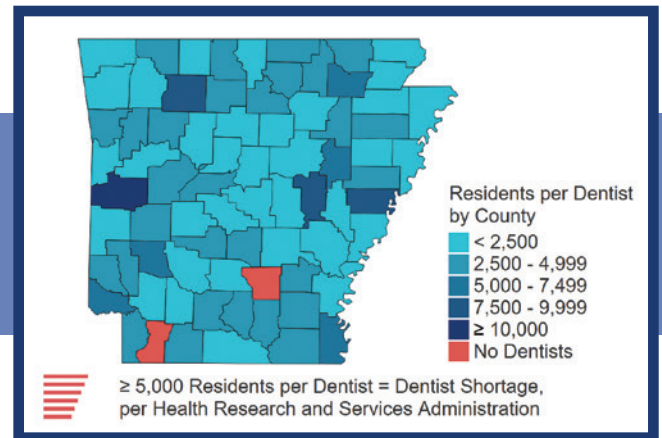 Residents per Dentist
by County
< 2,500
2,500 - 4,999
5,000 - 7,499
7,500 - 9,999
≥ 10,000
No Dentists
≥ 5,000 Residents per Dentist = Dentist Shortage,
per Health Research and Services Administration